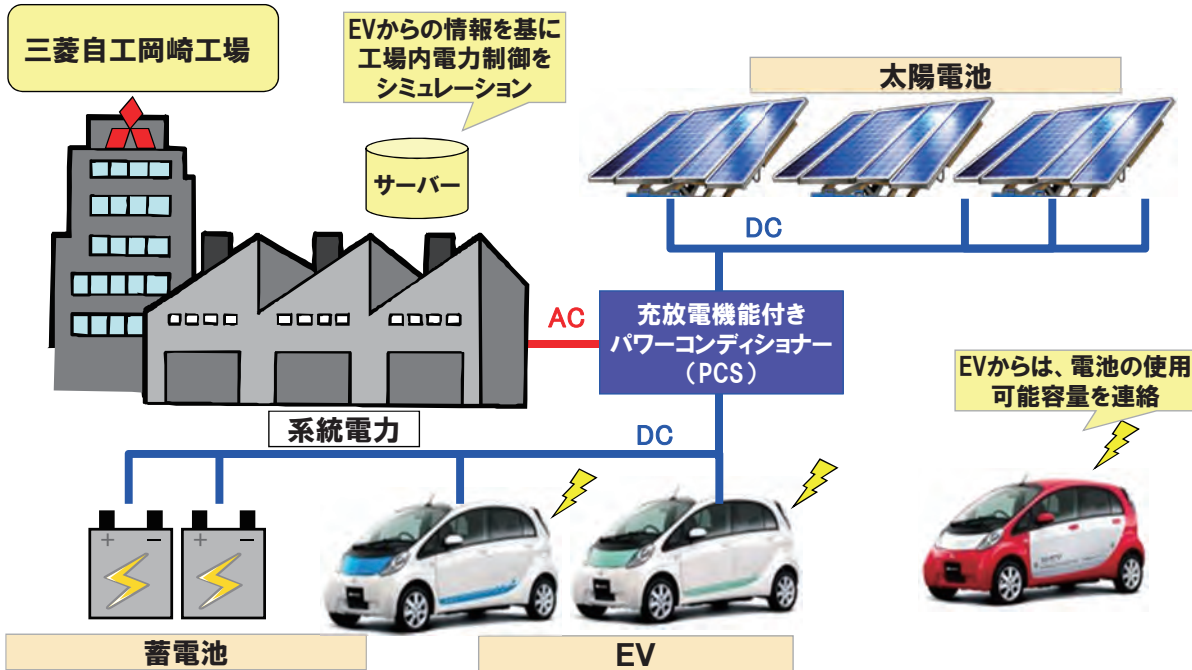 三菱自工岡崎工場
EVからの情報を基に
工場内電力制御を
シミュレーション
サーバー
太陽電池
DC
AC
充放電機能付き
パワーコンディショナー
（PCS）
EVからは、電池の使用
可能容量を連絡
系統電力
DC
+ − + −
蓄電池
EV